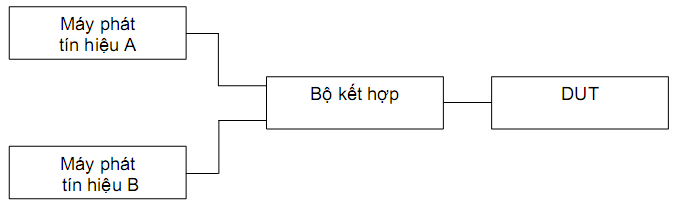 Máy phát
tín hiệu A
Bộ kết hợp
DUT
Máy phát
tín hiệu B